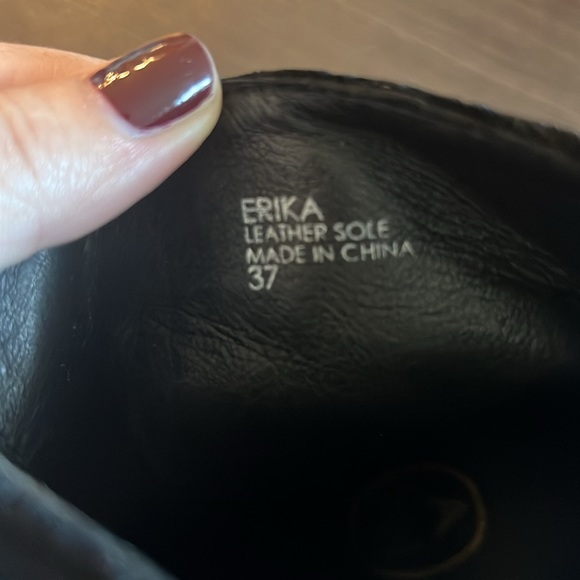 ERIKA
LEATHER SOLE
MADE IN CHINA
37